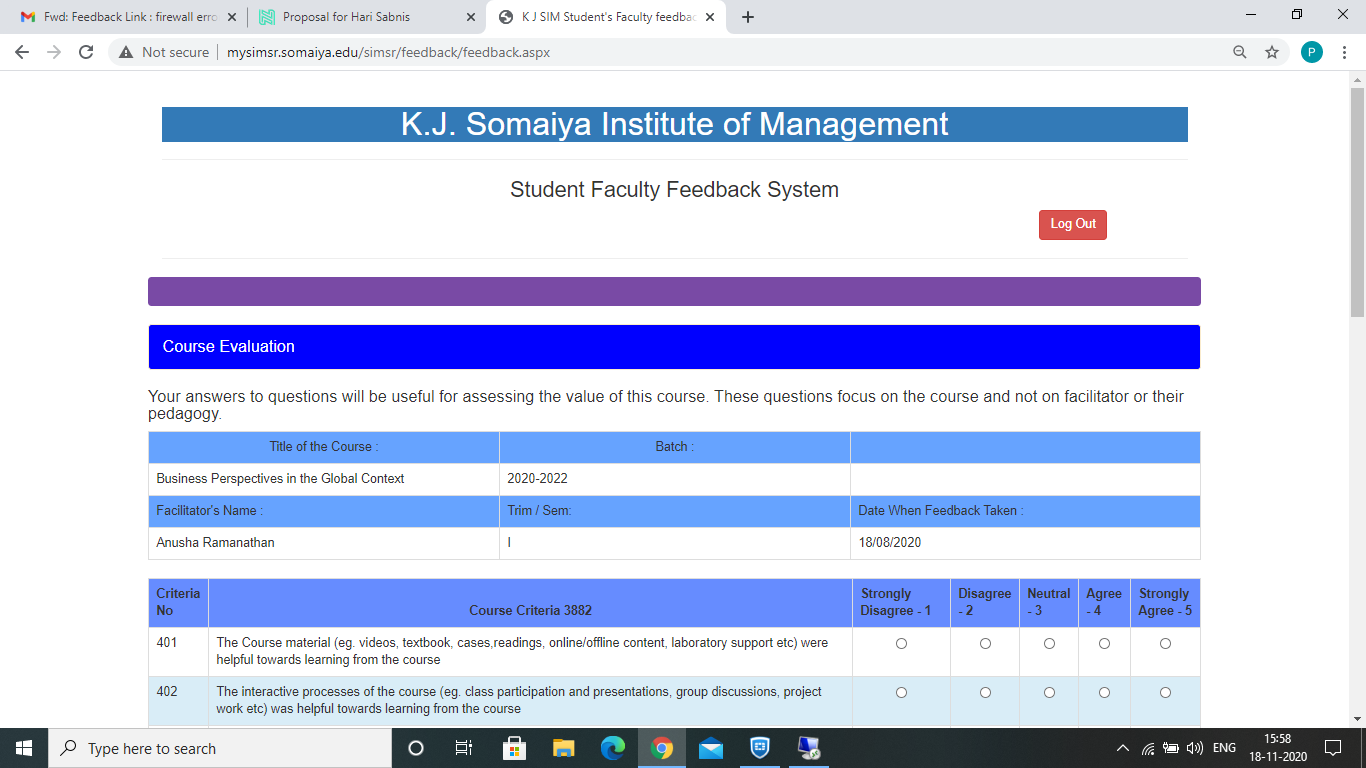 Fwd: Feedback Link : firewall erro
Proposal for Hari Sabnis
K J SIM Student's Faculty feedbac
Not secure
mysimsr.somaiya.edu/simsr/feedback/feedback.aspx
P
K.J. Somaiya Institute of Management
Student Faculty Feedback System
Log Out
Course Evaluation
Your answers to questions will be useful for assessing the value of this course. These questions focus on the course and not on facilitator or their
pedagogy.
Title of the Course : Batch :
Business Perspectives in the Global Context 2020-2022
Facilitator's Name : Trim / Sem: Date When Feedback Taken :
Anusha Ramanathan I 18/08/2020
Criteria No Course Criteria 3882 Strongly Disagree - 1 Disagree - 2 Neutral - 3 Agree - 4 Strongly Agree - 5
401 The Course material (eg. videos, textbook, cases,readings, online/offline content, laboratory support etc) were
helpful towards learning from the course
402 The interactive processes of the course (eg. class participation and presentations, group discussions, project
work etc) was helpful towards learning from the course
Type here to search
ENG
15:58
18-11-2020